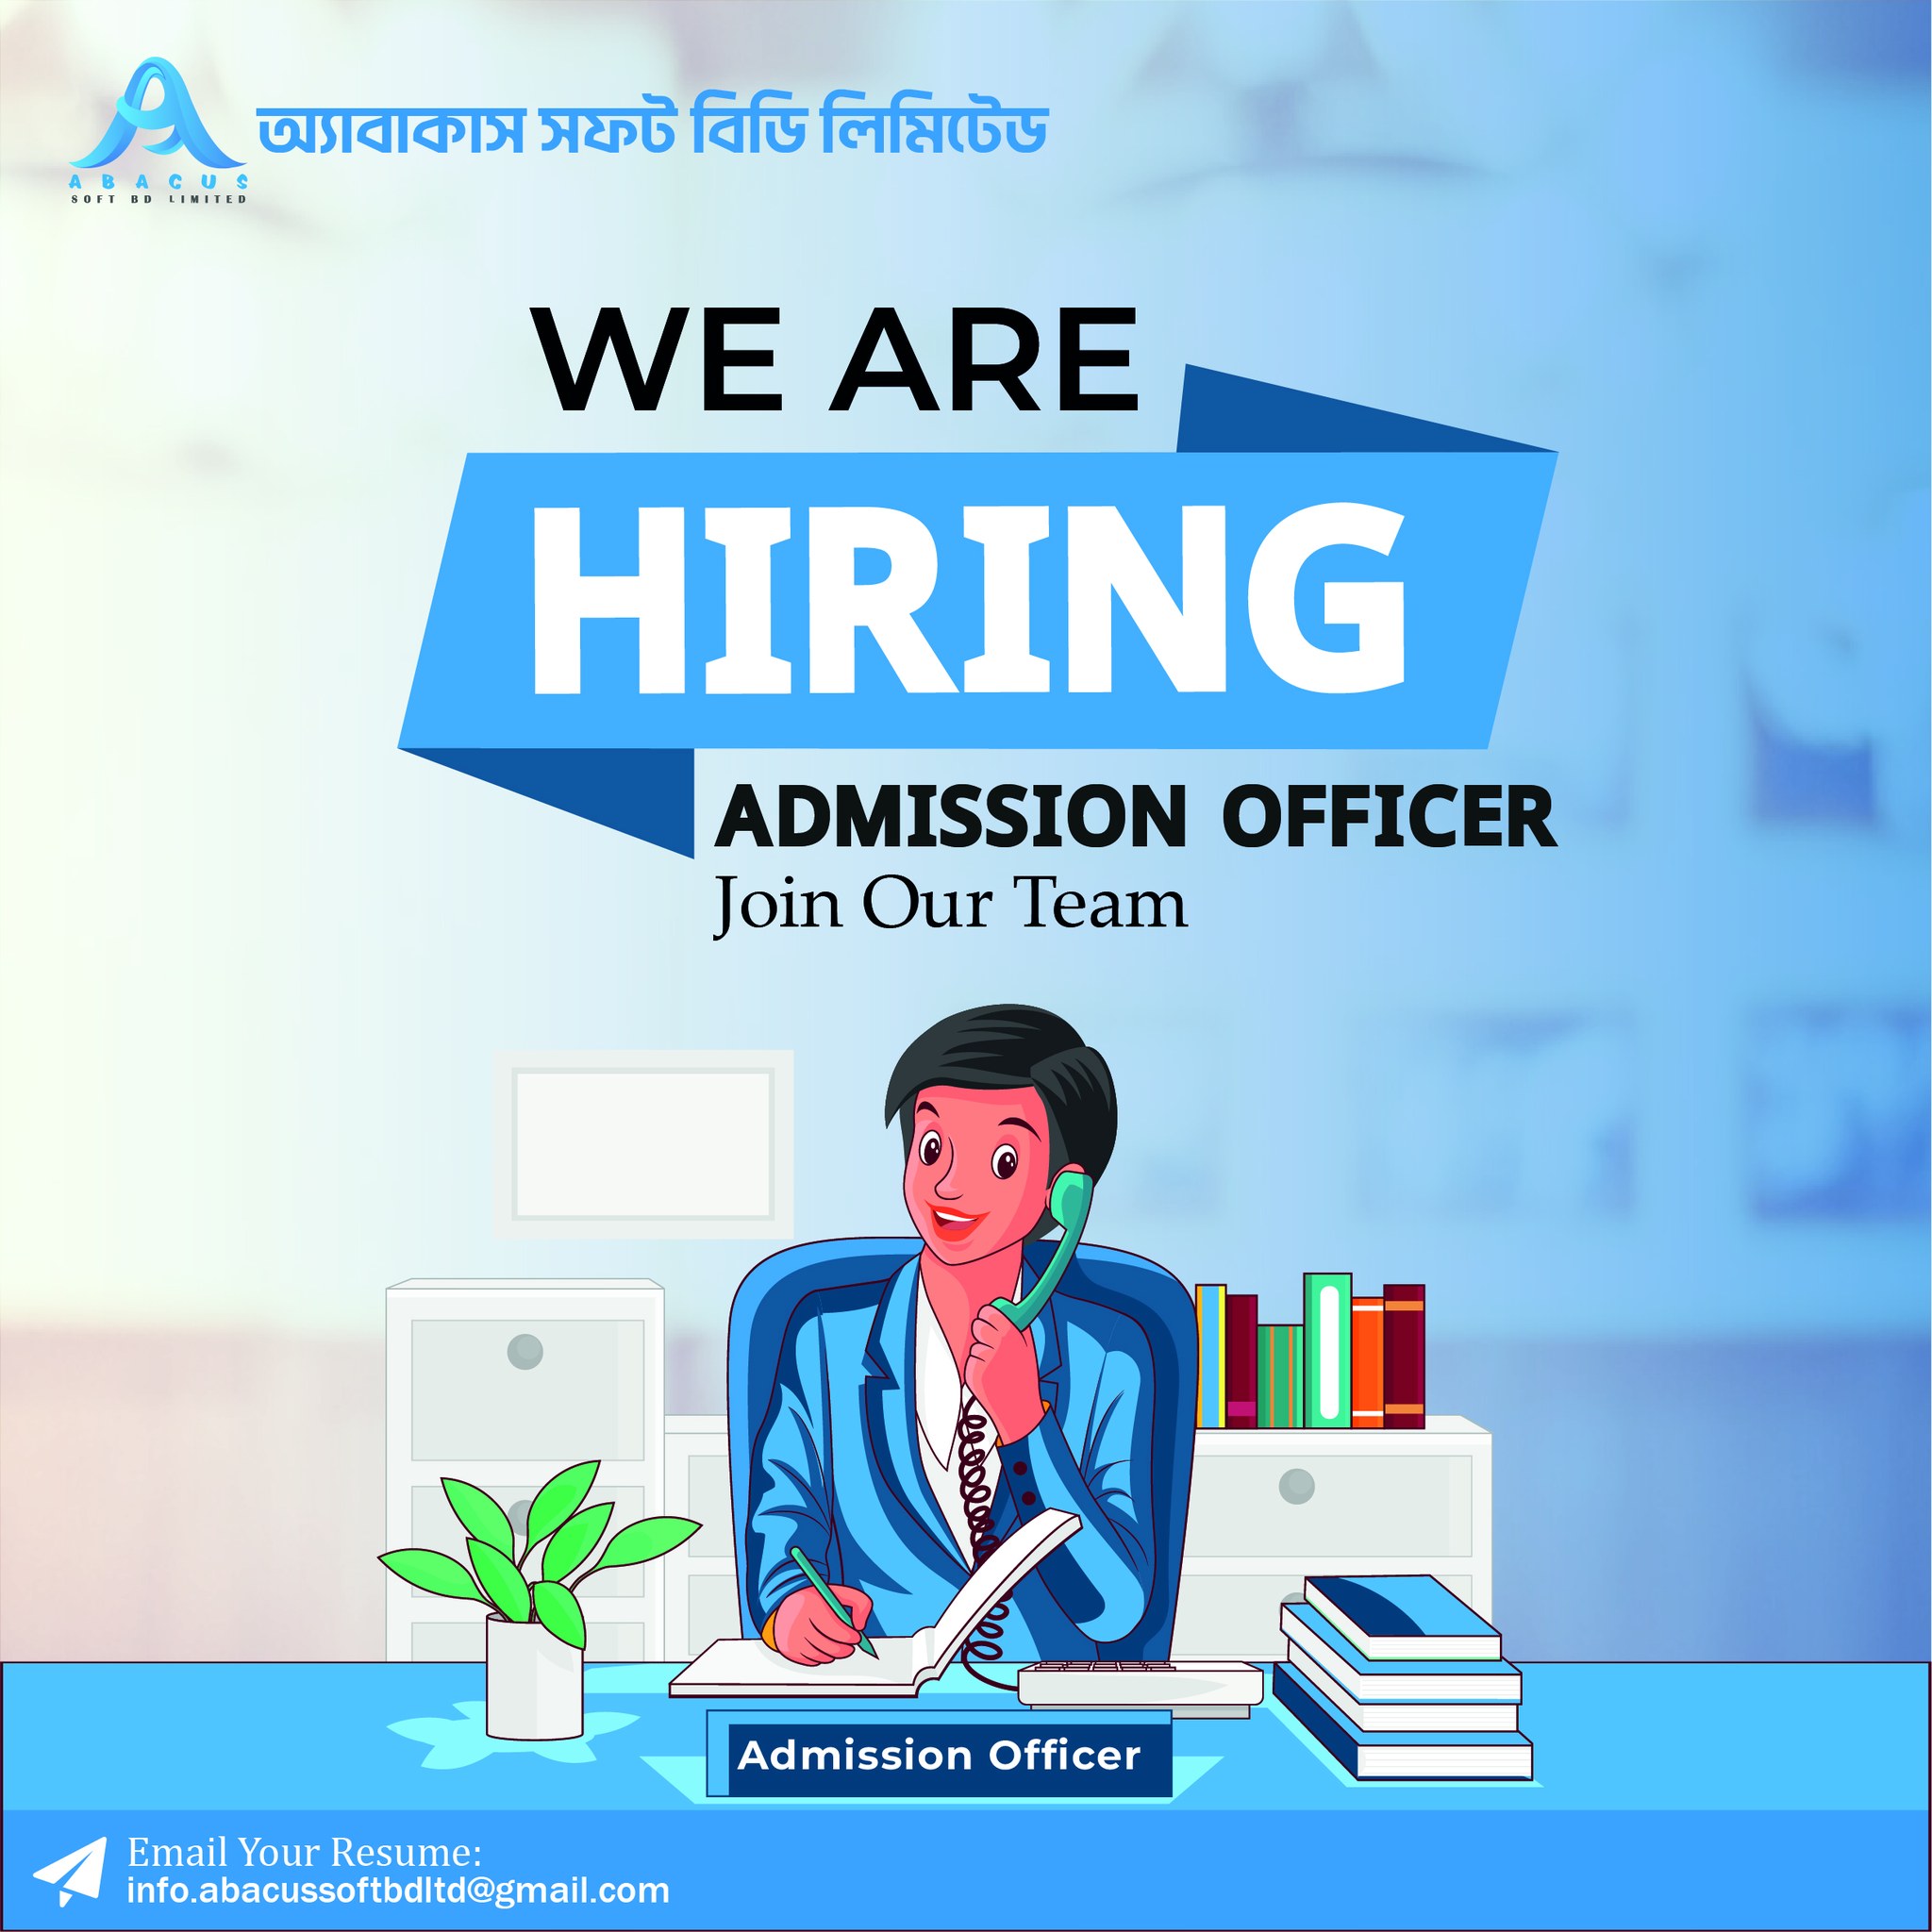 ABACUS
SOFT BD LIMITED
অ্যাবাকাস সফট বিডি লিমিটেড
WE ARE
HIRING
ADMISSION OFFICER
Join Our Team
Admission Officer
Email Your Resume:
info.abacussoftbdltd@gmail.com